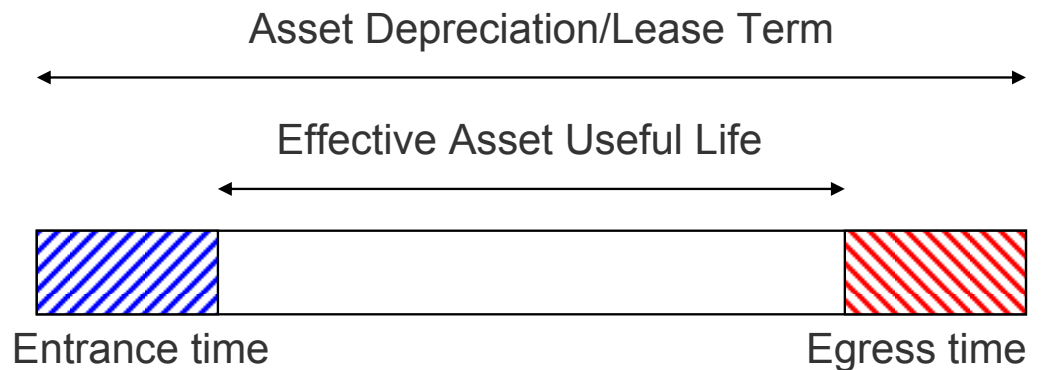 Asset Depreciation/Lease Term
Effective Asset Useful Life
Entrance time
Egress time